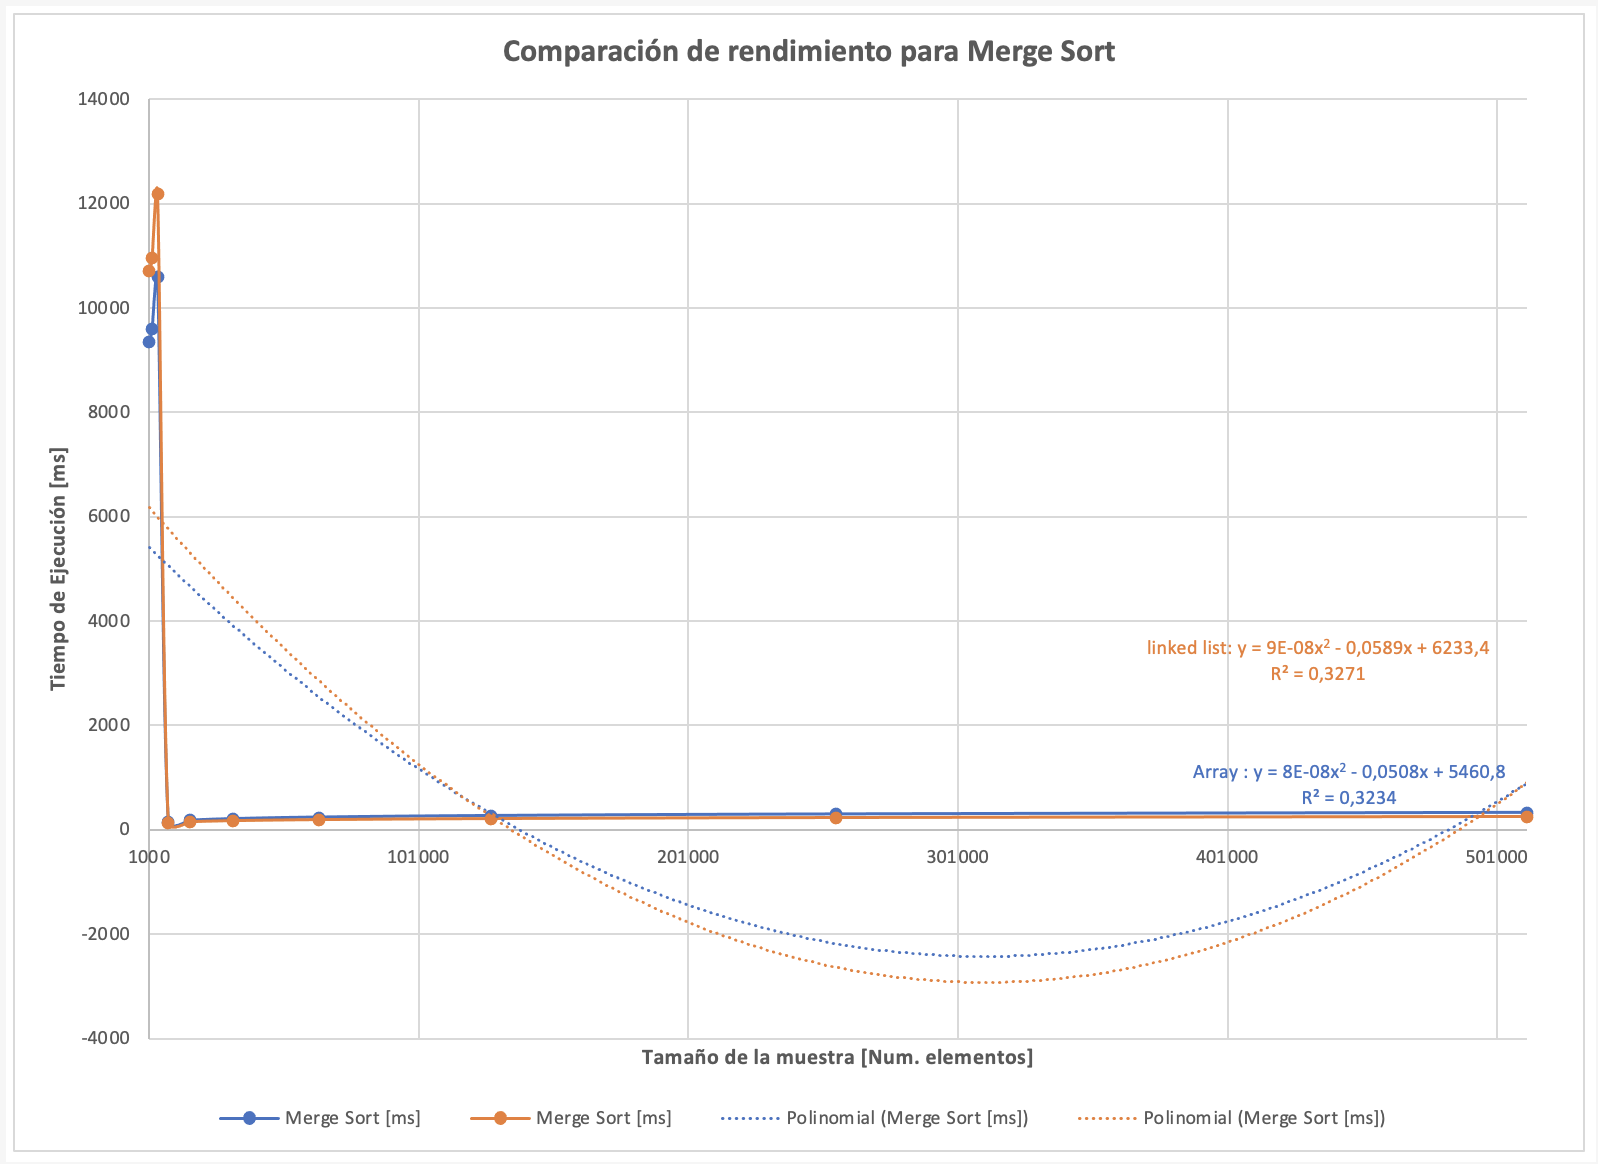 Comparación de rendimiento para Merge Sort
14000
12000
10000
8000
6000
4000
2000
0
-2000
-4000
Tiempo de Ejecución [ms]
linked list: y = 9E-08x² - 0,0589x + 6233,4
R² = 0,3271
Array : y = 8E-08x² - 0,0508x + 5460,8
R² = 0,3234
1000 101000 201000 301000 401000 501000
Tamaño de la muestra [Num. elementos]
Merge Sort [ms] Merge Sort [ms] Polinomial (Merge Sort [ms]) Polinomial (Merge Sort [ms])